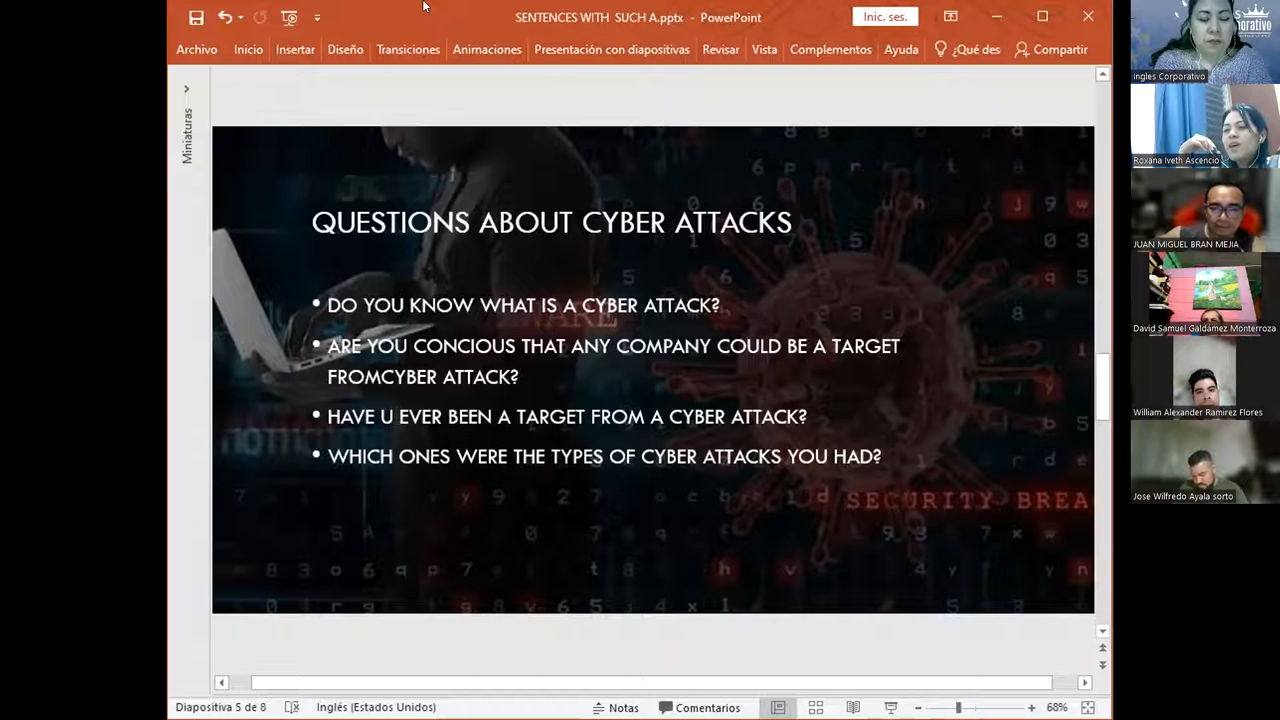 SENTENCES WITH SUCH A.pptx - PowerPoint
Inic. ses.
Archivo Inicio Insertar Diseño Transiciones Animaciones Presentación con diapositivas Revisar Vista Complementos Ayuda ¿Qué des Compartir
Miniaturas
QUESTIONS ABOUT CYBER ATTACKS
• DO YOU KNOW WHAT IS A CYBER ATTACK?
• ARE YOU CONCIOUS THAT ANY COMPANY COULD BE A TARGET
FROMCYBER ATTACK?
• HAVE U EVER BEEN A TARGET FROM A CYBER ATTACK?
• WHICH ONES WERE THE TYPES OF CYBER ATTACKS YOU HAD?
SECURITY BREA
Diapositiva 5 de 8 Inglés (Estados Unidos) Notas Comentarios 68%
orporativo
Ingles Corporativo
Roxana Iveth Ascencio
JUAN MIGUEL BRAN MEJIA
David Samuel Galdámez Monterroza
William Alexander Ramirez Flores
Jose Wilfredo Ayala sorto